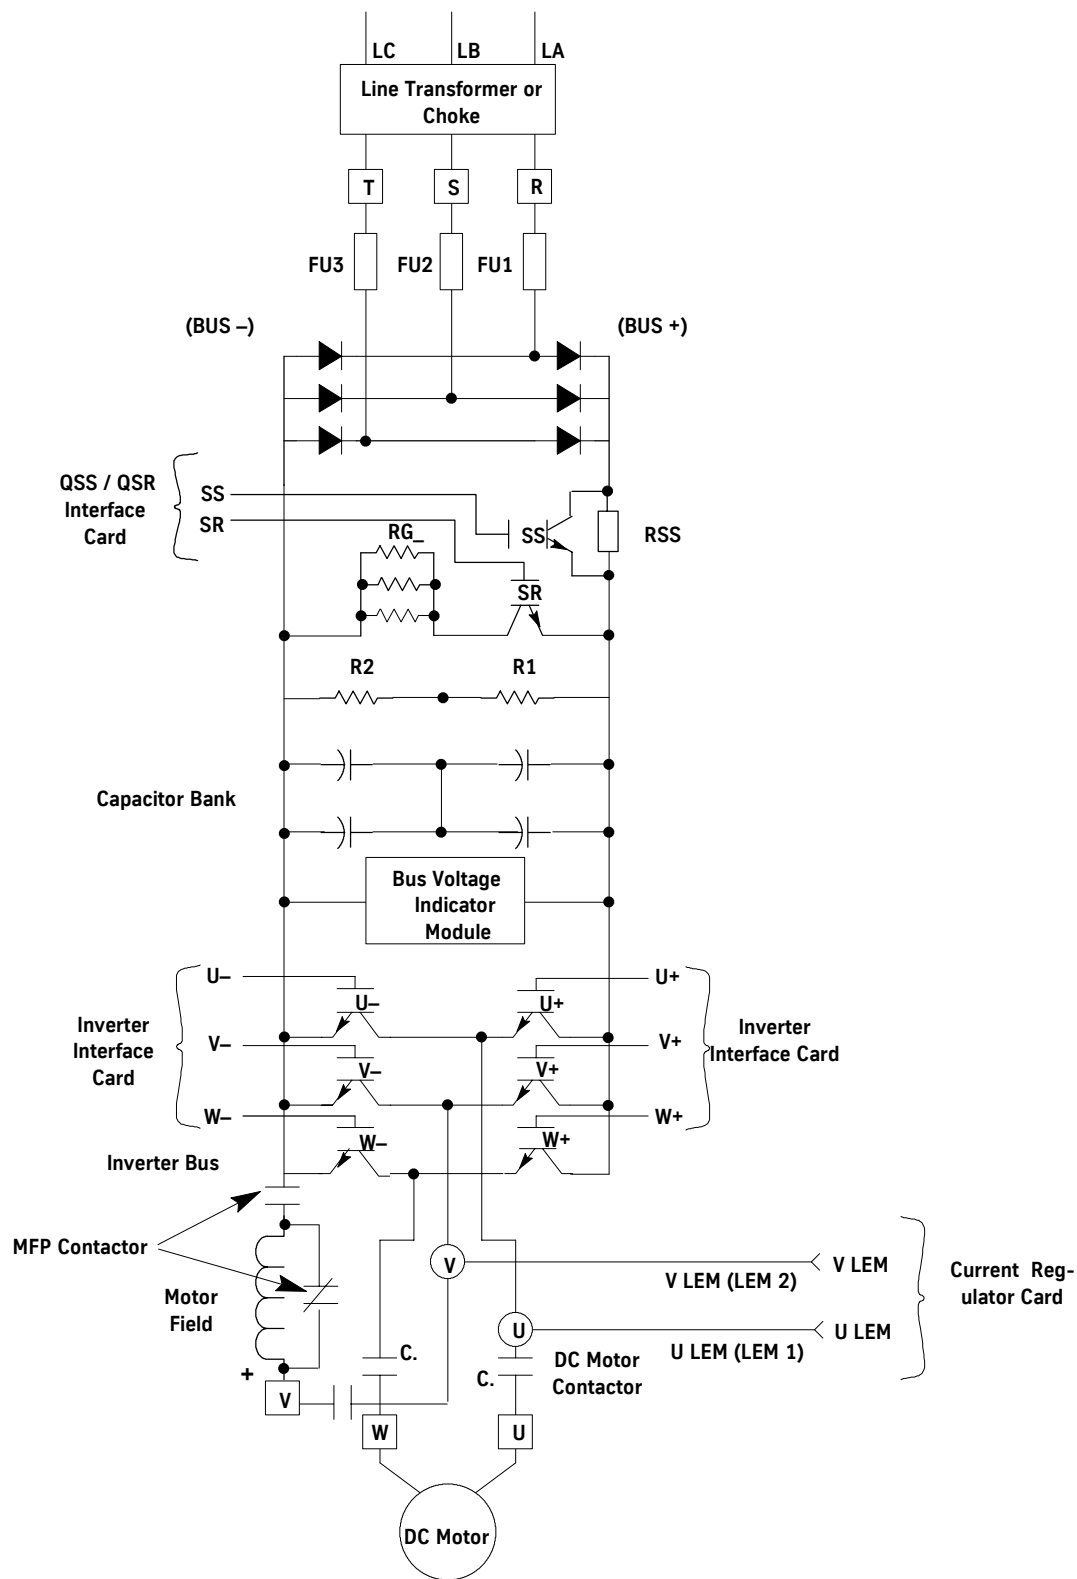 LC LB LA
Line Transformer or
Choke
T S R
FU3 FU2 FU1
(BUS –) (BUS +)
QSS / QSR
Interface
Card
SS
SR
SS
RSS
RG_
SR
R2 R1
Capacitor Bank
Bus Voltage
Indicator
Module
U– U– U+ U+
Inverter
Interface
Card
V– V– V+ V+
Inverter
Interface Card
W– W– W+ W+
Inverter Bus
MFP Contactor
V
V LEM (LEM 2)
V LEM
Current Reg-
ulator Card
Motor
Field
U
U LEM (LEM 1)
U LEM
C.
C.
DC Motor
Contactor
+
V
W U
DC Motor